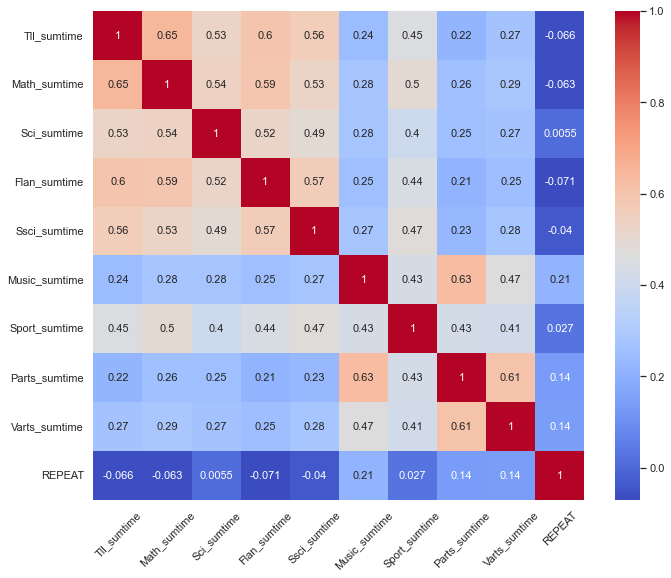 TII_sumtime 1 0.65 0.53 0.6 0.56 0.24 0.45 0.22 0.27 -0.066
Math_sumtime 0.65 1 0.54 0.59 0.53 0.28 0.5 0.26 0.29 -0.063
Sci_sumtime 0.53 0.54 1 0.52 0.49 0.28 0.4 0.25 0.27 0.0055
Flan_sumtime 0.6 0.59 0.52 1 0.57 0.25 0.44 0.21 0.25 -0.071
Ssci_sumtime 0.56 0.53 0.49 0.57 1 0.27 0.47 0.23 0.28 -0.04
Music_sumtime 0.24 0.28 0.28 0.25 0.27 1 0.43 0.63 0.47 0.21
Sport_sumtime 0.45 0.5 0.4 0.44 0.47 0.43 1 0.43 0.41 0.027
Parts_sumtime 0.22 0.26 0.25 0.21 0.23 0.63 0.43 1 0.61 0.14
Varts_sumtime 0.27 0.29 0.27 0.25 0.28 0.47 0.41 0.61 1 0.14
REPEAT -0.066 -0.063 0.0055 -0.071 -0.04 0.21 0.027 0.14 0.14 1
TII_sumtime Math_sumtime Sci_sumtime Flan_sumtime Ssci_sumtime Music_sumtime Sport_sumtime Parts_sumtime Varts_sumtime REPEAT
1.0
0.8
0.6
0.4
0.2
0.0